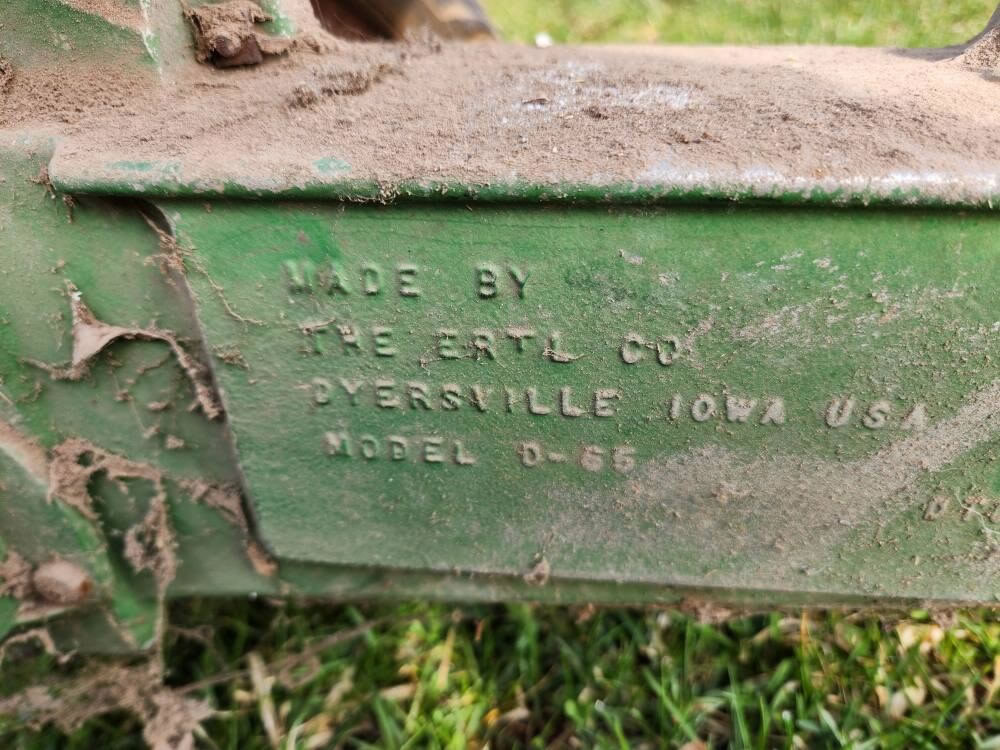 MADE BY
THE ERTL CO
DYERSVILLE IOWA USA
MODEL D-65